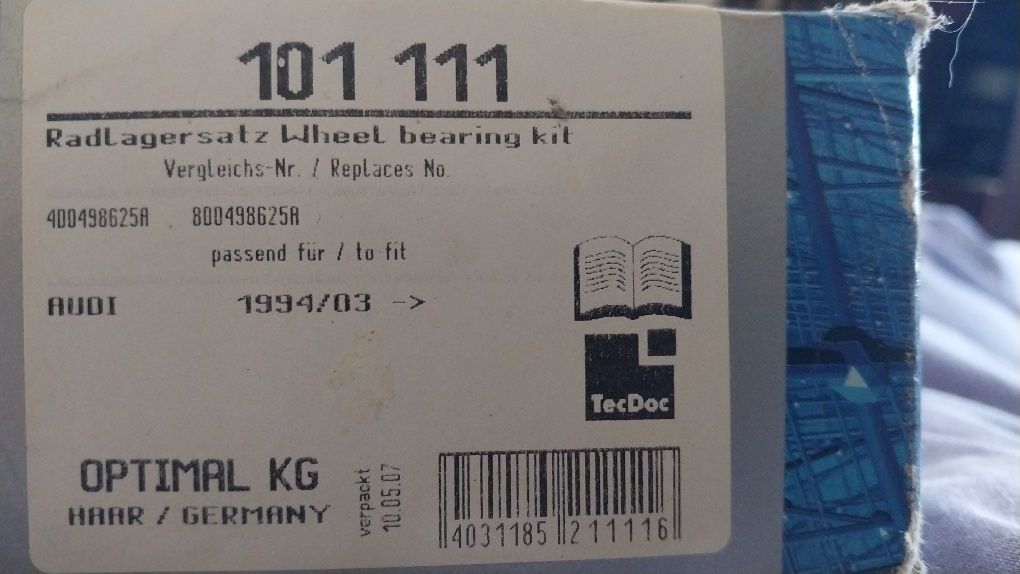 101 111
Radlagersatz Wheel bearing kit
Vergleichs-Nr. / Replaces No.
4D0498625A , 8D0498625A
passend für / to fit
AUDI 1994/03 ->
TecDoc
OPTIMAL KG
HAAR / GERMANY
verpackt
10.05.07
4031185 211116